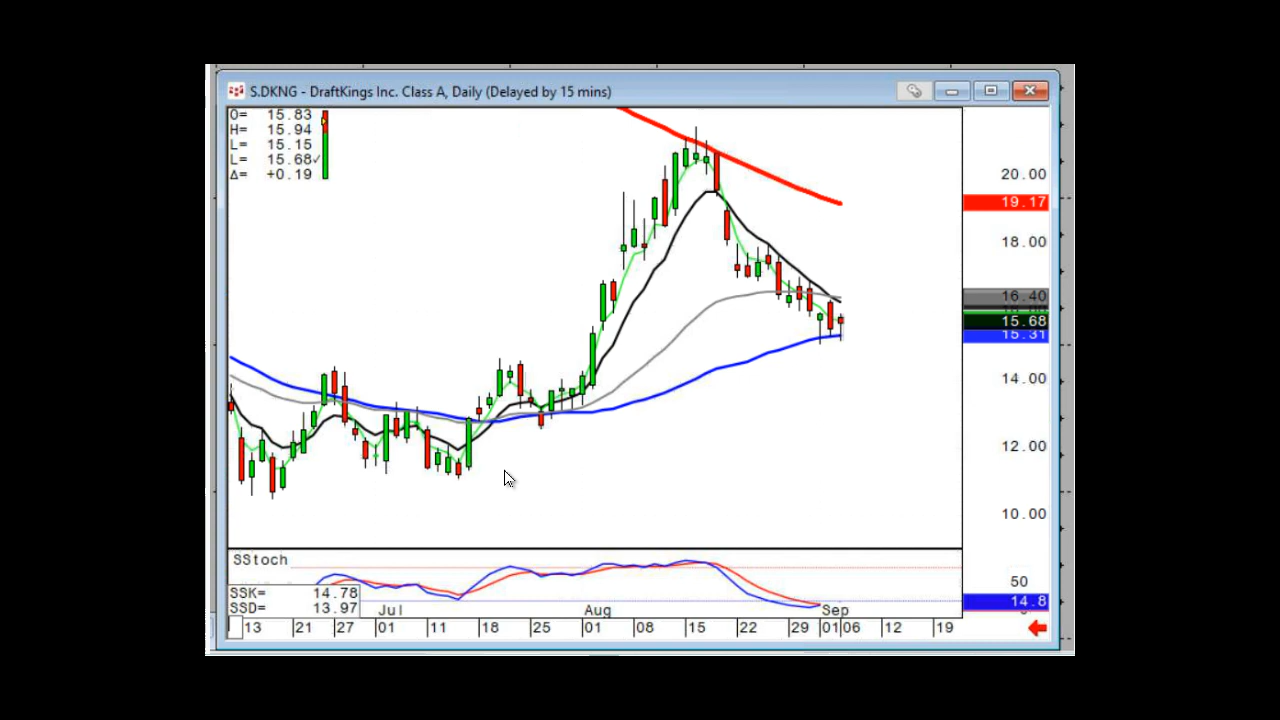 S.DKNG - DraftKings Inc. Class A, Daily (Delayed by 15 mins)
O= 15.83
H= 15.94
L= 15.15
L= 15.68✓
Δ= +0.19
20.00
19.17
18.00
16.40
15.68
15.31
14.00
12.00
10.00
SStoch
50
SSK= 14.78
SSD= 13.97
14.8
Jul Aug Sep
13 21 27 01 11 18 25 01 08 15 22 29 01 06 12 19